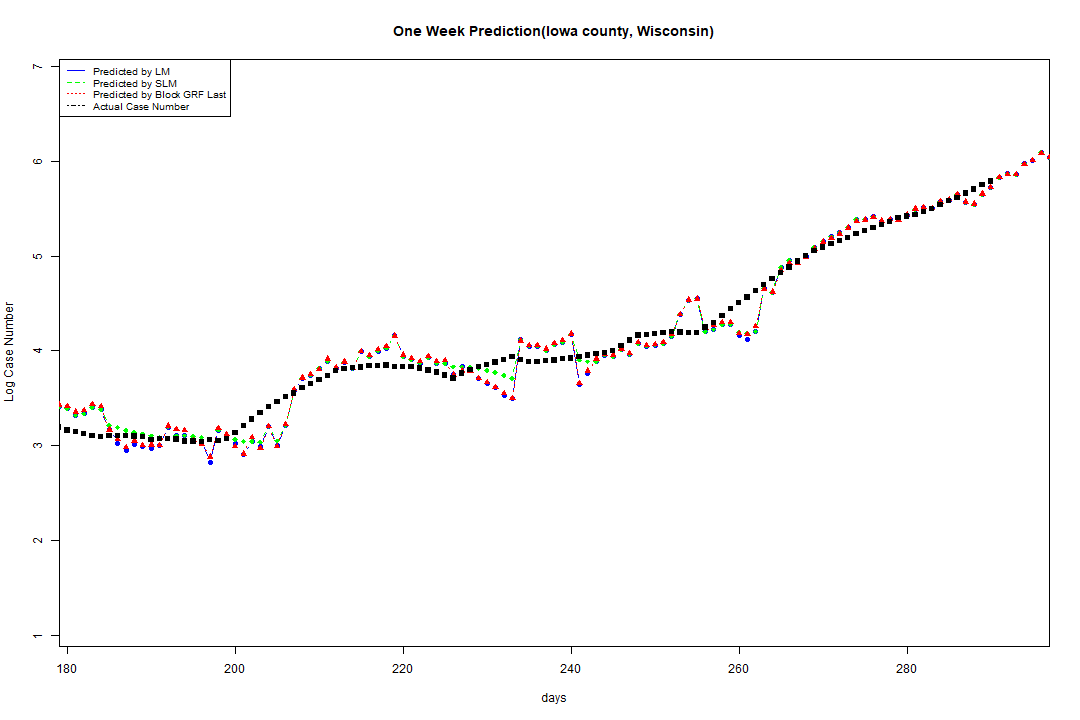 One Week Prediction(Iowa county, Wisconsin)
Predicted by LM
Predicted by SLM
Predicted by Block GRF Last
Actual Case Number
7
6
5
4
3
2
1
Log Case Number
180 200 220 240 260 280
days